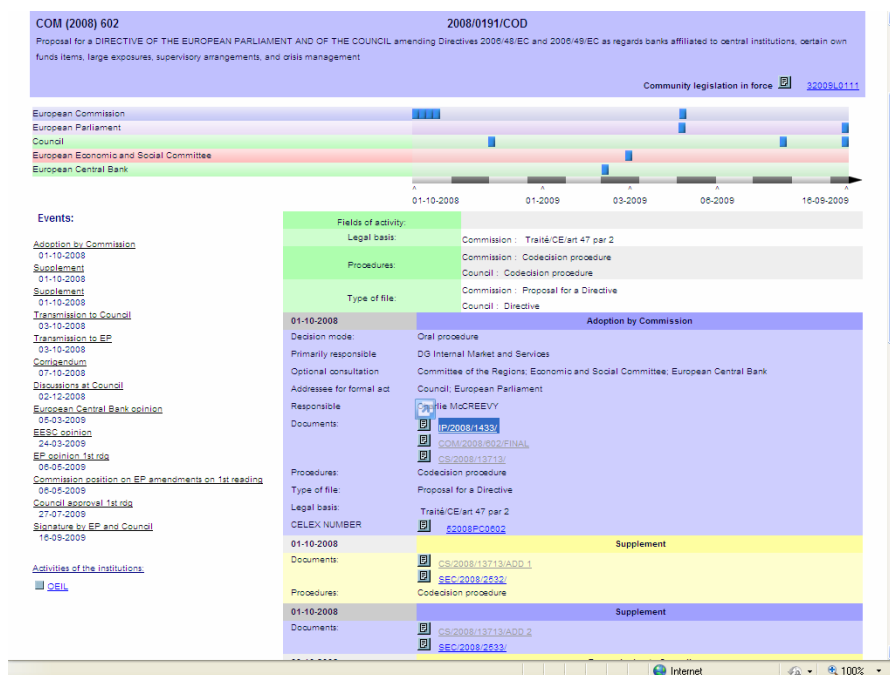 COM (2008) 602 2008/0191/COD
Proposal for a DIRECTIVE OF THE EUROPEAN PARLIAMENT AND OF THE COUNCIL amending Directives 2006/48/EC and 2006/49/EC as regards banks affiliated to central institutions, certain own
funds items, large exposures, supervisory arrangements, and crisis management
Community legislation in force 32009L0111
European Commission
European Parliament
Council
European Economic and Social Committee
European Central Bank
01-10-2008 01-2009 03-2009 06-2009 16-09-2009
Events:
Adoption by Commission
01-10-2008
Supplement
01-10-2008
Supplement
01-10-2008
Transmission to Council
03-10-2008
Transmission to EP
03-10-2008
Corrigendum
07-10-2008
Discussions at Council
02-12-2008
European Central Bank opinion
05-03-2009
EESC opinion
24-03-2009
EP opinion 1st rdg
06-05-2009
Commission position on EP amendments on 1st reading
06-05-2009
Council approval 1st rdg
27-07-2009
Signature by EP and Council
16-09-2009
Activities of the institutions:
OEIL
Fields of activity:
Legal basis: Commission : Traité/CE/art 47 par 2
Procedures: Commission : Codecision procedure
Council : Codecision procedure
Type of file: Commission : Proposal for a Directive
Council : Directive
01-10-2008 Adoption by Commission
Decision mode: Oral procedure
Primarily responsible DG Internal Market and Services
Optional consultation Committee of the Regions; Economic and Social Committee; European Central Bank
Addressee for formal act Council; European Parliament
Responsible Charlie McCREEVY
Documents: IP/2008/1433/
COM/2008/602/FINAL
CS/2008/13713/
Procedures: Codecision procedure
Type of file: Proposal for a Directive
Legal basis: Traité/CE/art 47 par 2
CELEX NUMBER 52008PC0602
01-10-2008 Supplement
Documents: CS/2008/13713/ADD 1
SEC/2008/2532/
Procedures: Codecision procedure
01-10-2008 Supplement
Documents: CS/2008/13713/ADD 2
SEC/2008/2533/
Internet 100%